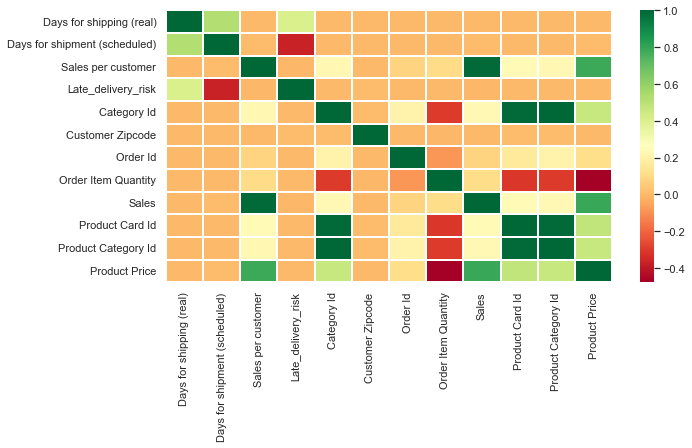 Days for shipping (real)
Days for shipment (scheduled)
Sales per customer
Late_delivery_risk
Category Id
Customer Zipcode
Order Id
Order Item Quantity
Sales
Product Card Id
Product Category Id
Product Price
Days for shipping (real)
Days for shipment (scheduled)
Sales per customer
Late_delivery_risk
Category Id
Customer Zipcode
Order Id
Order Item Quantity
Sales
Product Card Id
Product Category Id
Product Price
1.0
0.8
0.6
0.4
0.2
0.0
−0.2
−0.4